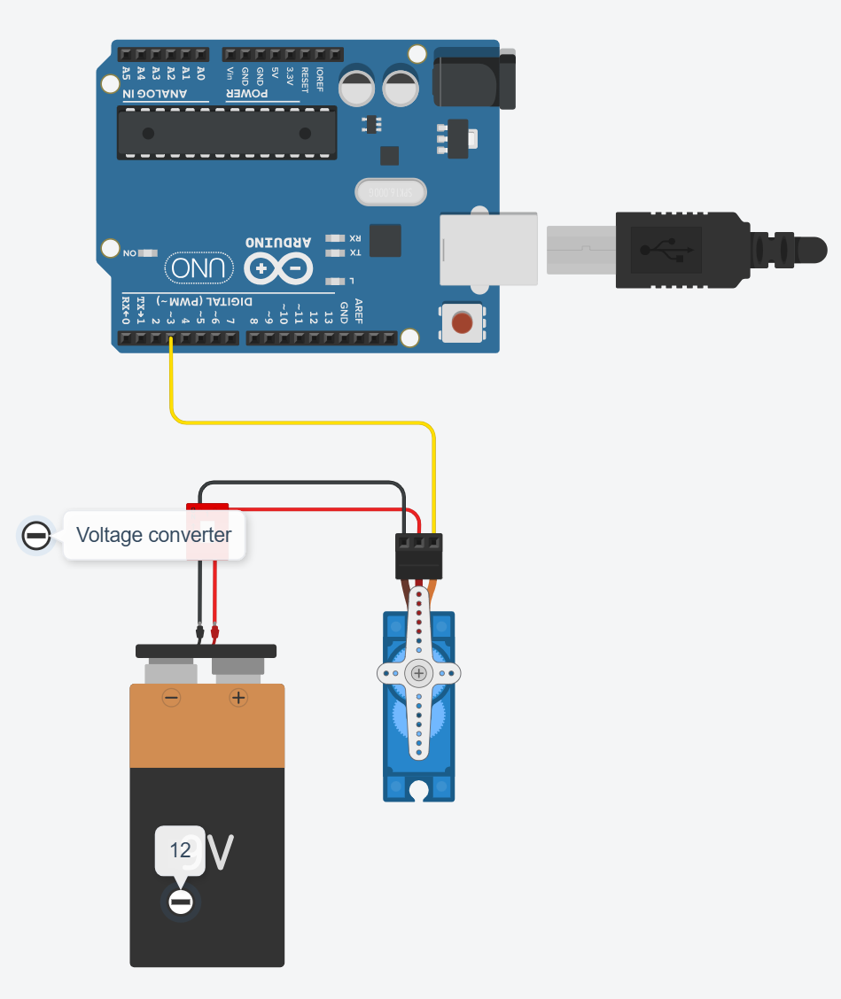 A5 A4 A3 A2 A1 A0
Vin GND GND 5V 3.3V RESET IOREF
ANALOG IN POWER
RX
TX
ON
ARDUINO
UNO
L
DIGITAL (PWM~)
RX←0 TX→1 2 ~3 4 ~5 ~6 7 8 ~9 ~10 ~11 12 13 GND AREF
Voltage converter
12
V